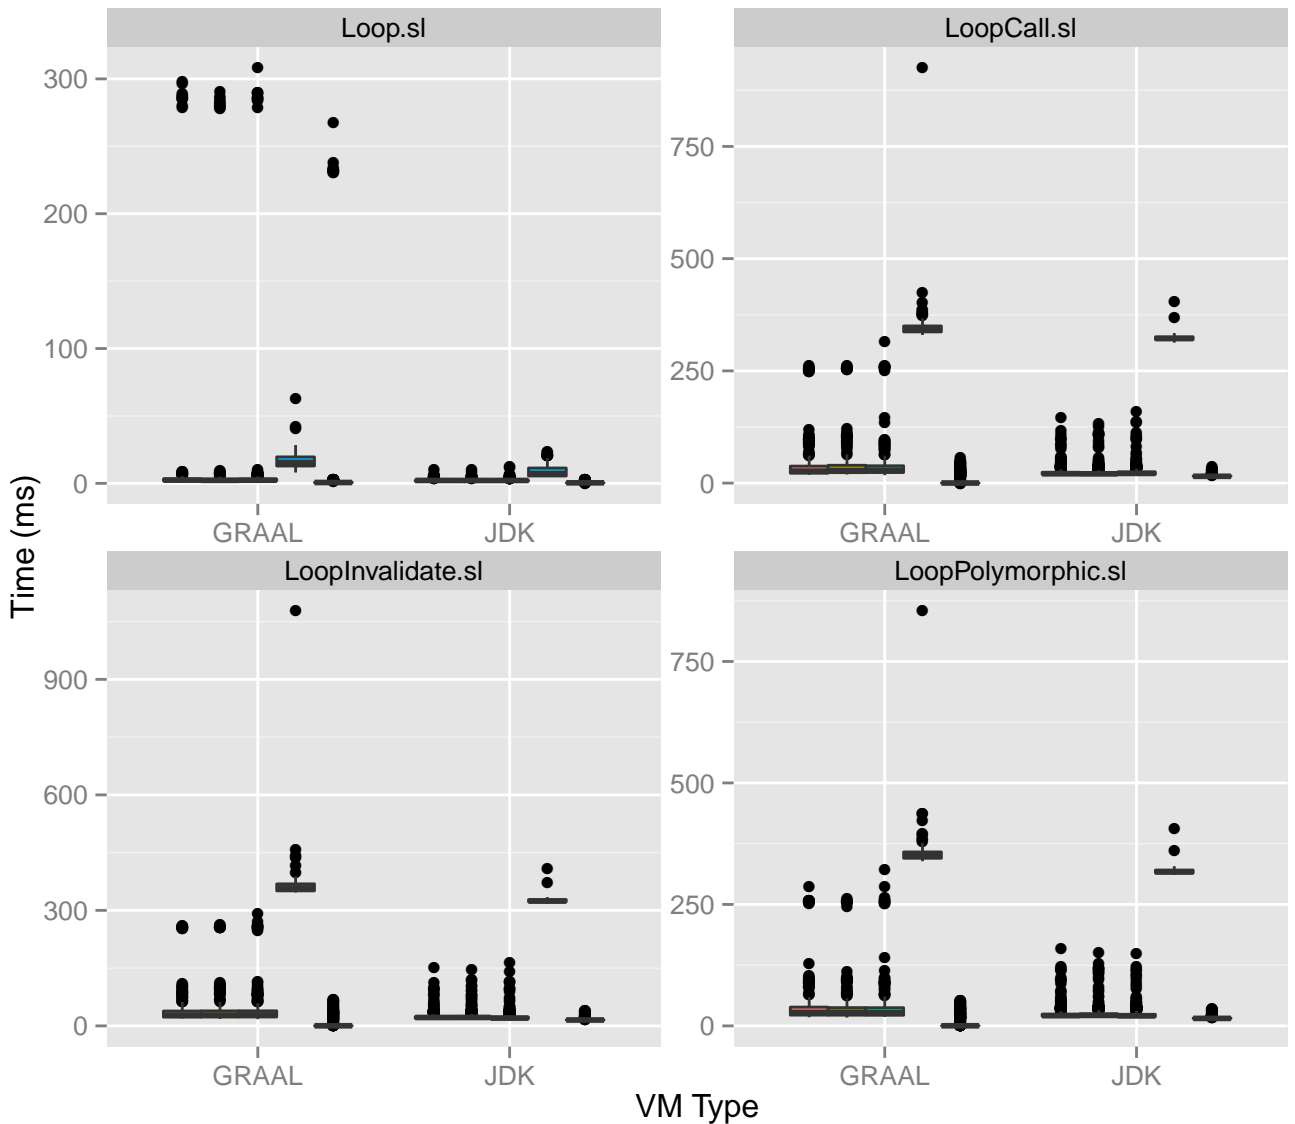 Loop.sl
LoopCall.sl
300
200
100
0
750
500
250
0
GRAAL
JDK
GRAAL
JDK
Time (ms)
LoopInvalidate.sl
LoopPolymorphic.sl
900
600
300
0
750
500
250
0
GRAAL
JDK
GRAAL
JDK
VM Type